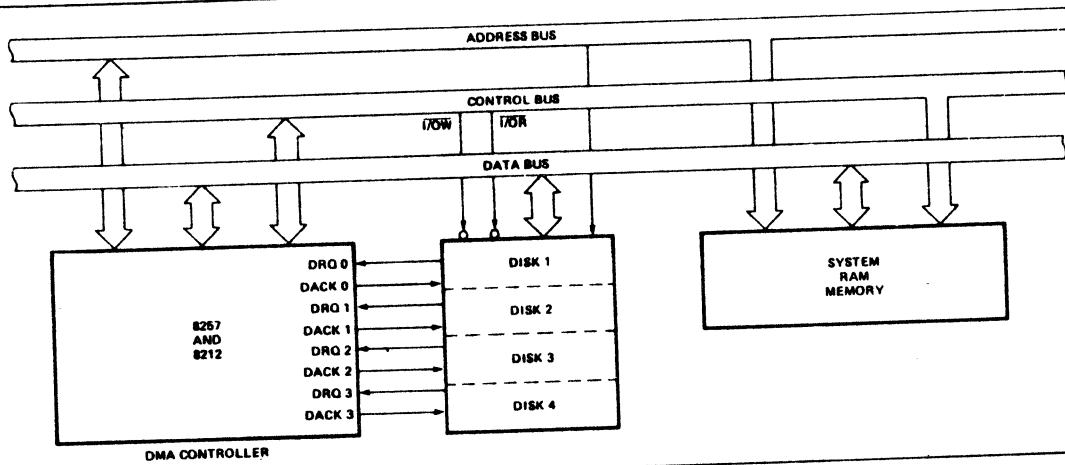 ADDRESS BUS
CONTROL BUS
I/OW
I/OR
DATA BUS
8257
AND
8212
DRQ 0
DACK 0
DRQ 1
DACK 1
DRQ 2
DACK 2
DRQ 3
DACK 3
DISK 1
DISK 2
DISK 3
DISK 4
SYSTEM
RAM
MEMORY
DMA CONTROLLER